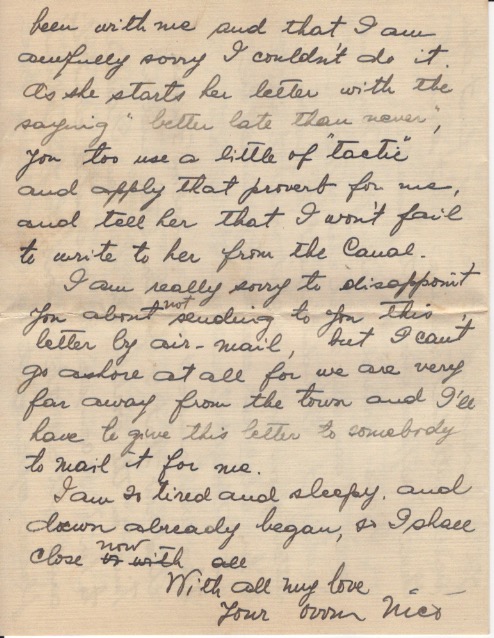 been with me and that I am
awfully sorry I couldn't do it.
As she starts her letter with the
saying "better late than never",
you too use a little of "tactic"
and apply that proverb for me,
and tell her that I won't fail
to write to her from the Canal.
I am really sorry to disappoint
you about not sending to you this
letter by air-mail, but I can't
go ashore at all for we are very
far away from the town and I'll
have to give this letter to somebody
to mail it for me.
I am so tired and sleepy, and
down already began, so I shall
close now with all
With all my love
Your ovvn Nico